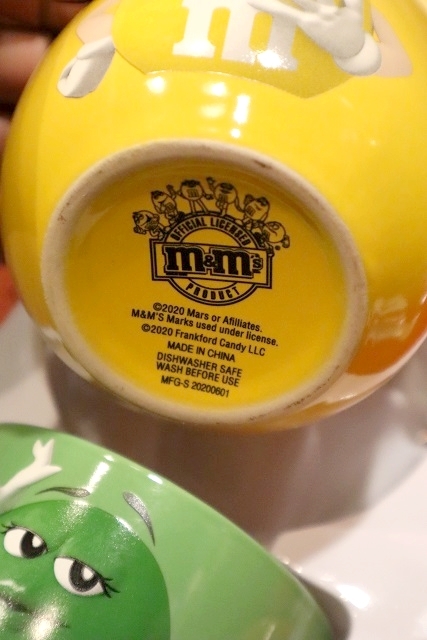 m
OFFICIAL LICENSED
m&m's
PRODUCT
©2020 Mars or Afiliates.
M&M'S Marks used under license.
©2020 Frankford Candy LLC
MADE IN CHINA
DISHWASHER SAFE
WASH BEFORE USE
MFG-S 20200601